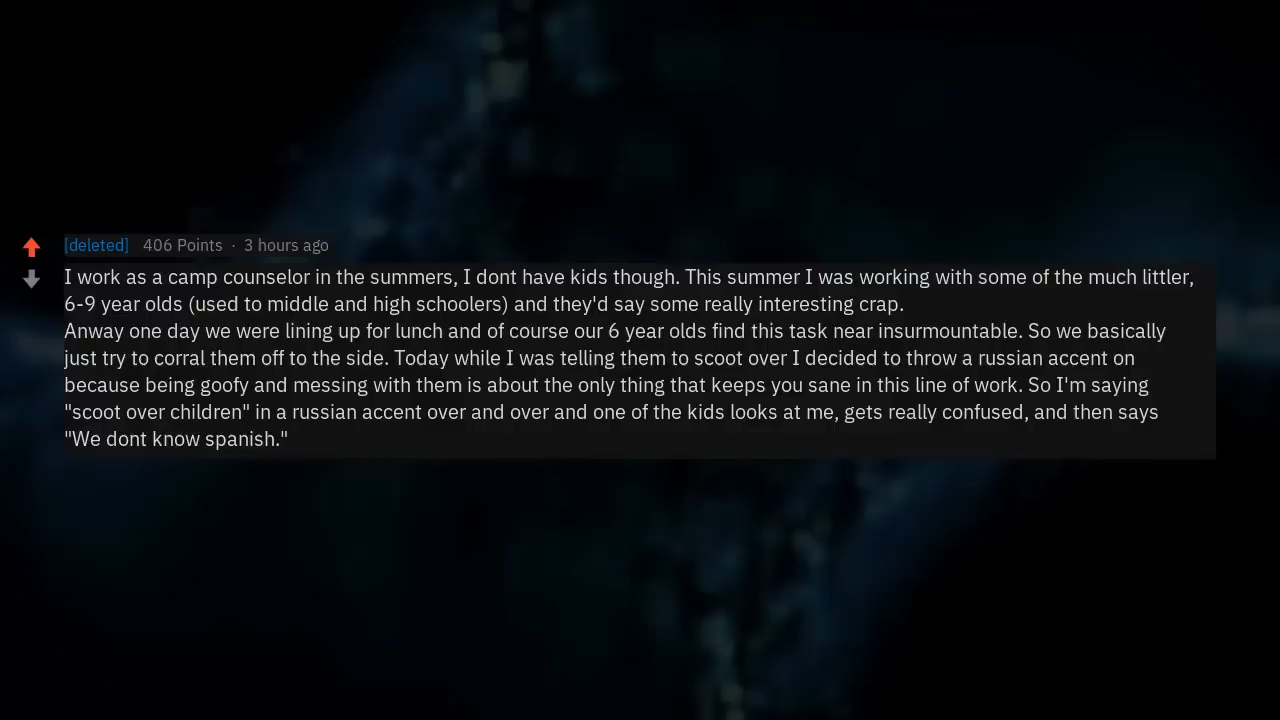 [deleted] 406 Points · 3 hours ago
I work as a camp counselor in the summers, I dont have kids though. This summer I was working with some of the much littler,
6-9 year olds (used to middle and high schoolers) and they'd say some really interesting crap.
Anway one day we were lining up for lunch and of course our 6 year olds find this task near insurmountable. So we basically
just try to corral them off to the side. Today while I was telling them to scoot over I decided to throw a russian accent on
because being goofy and messing with them is about the only thing that keeps you sane in this line of work. So I'm saying
"scoot over children" in a russian accent over and over and one of the kids looks at me, gets really confused, and then says
"We dont know spanish."